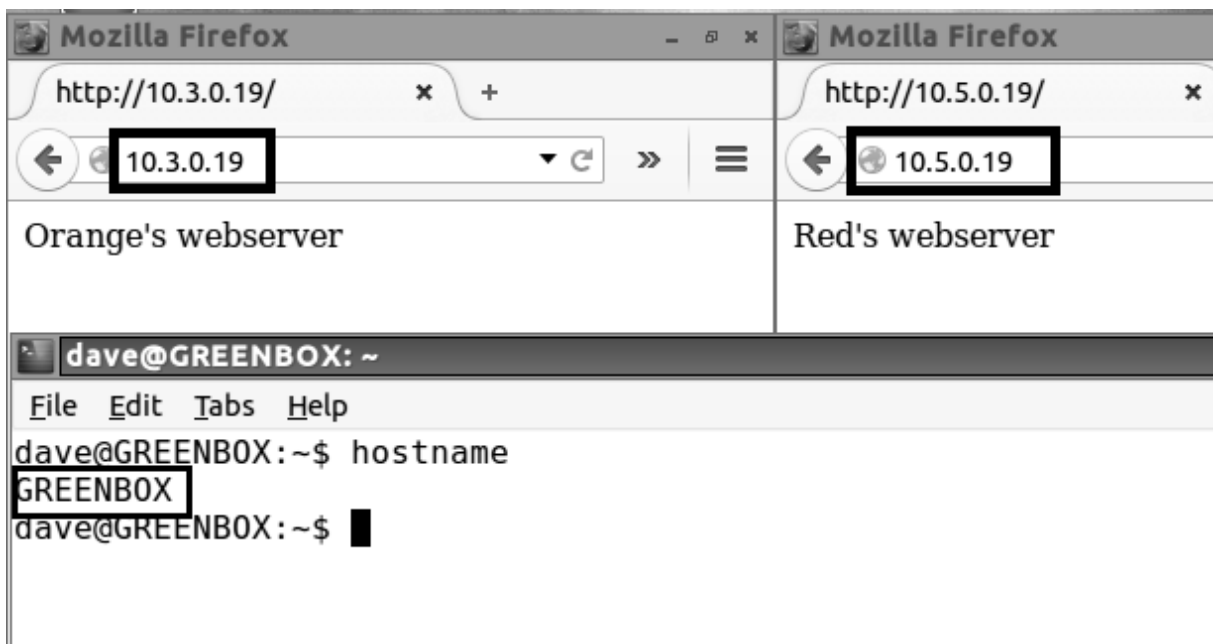 Mozilla Firefox
http://10.3.0.19/
10.3.0.19
Orange's webserver
Mozilla Firefox
http://10.5.0.19/
10.5.0.19
Red's webserver
dave@GREENBOX: ~
File Edit Tabs Help
dave@GREENBOX:~$ hostname
GREENBOX
dave@GREENBOX:~$